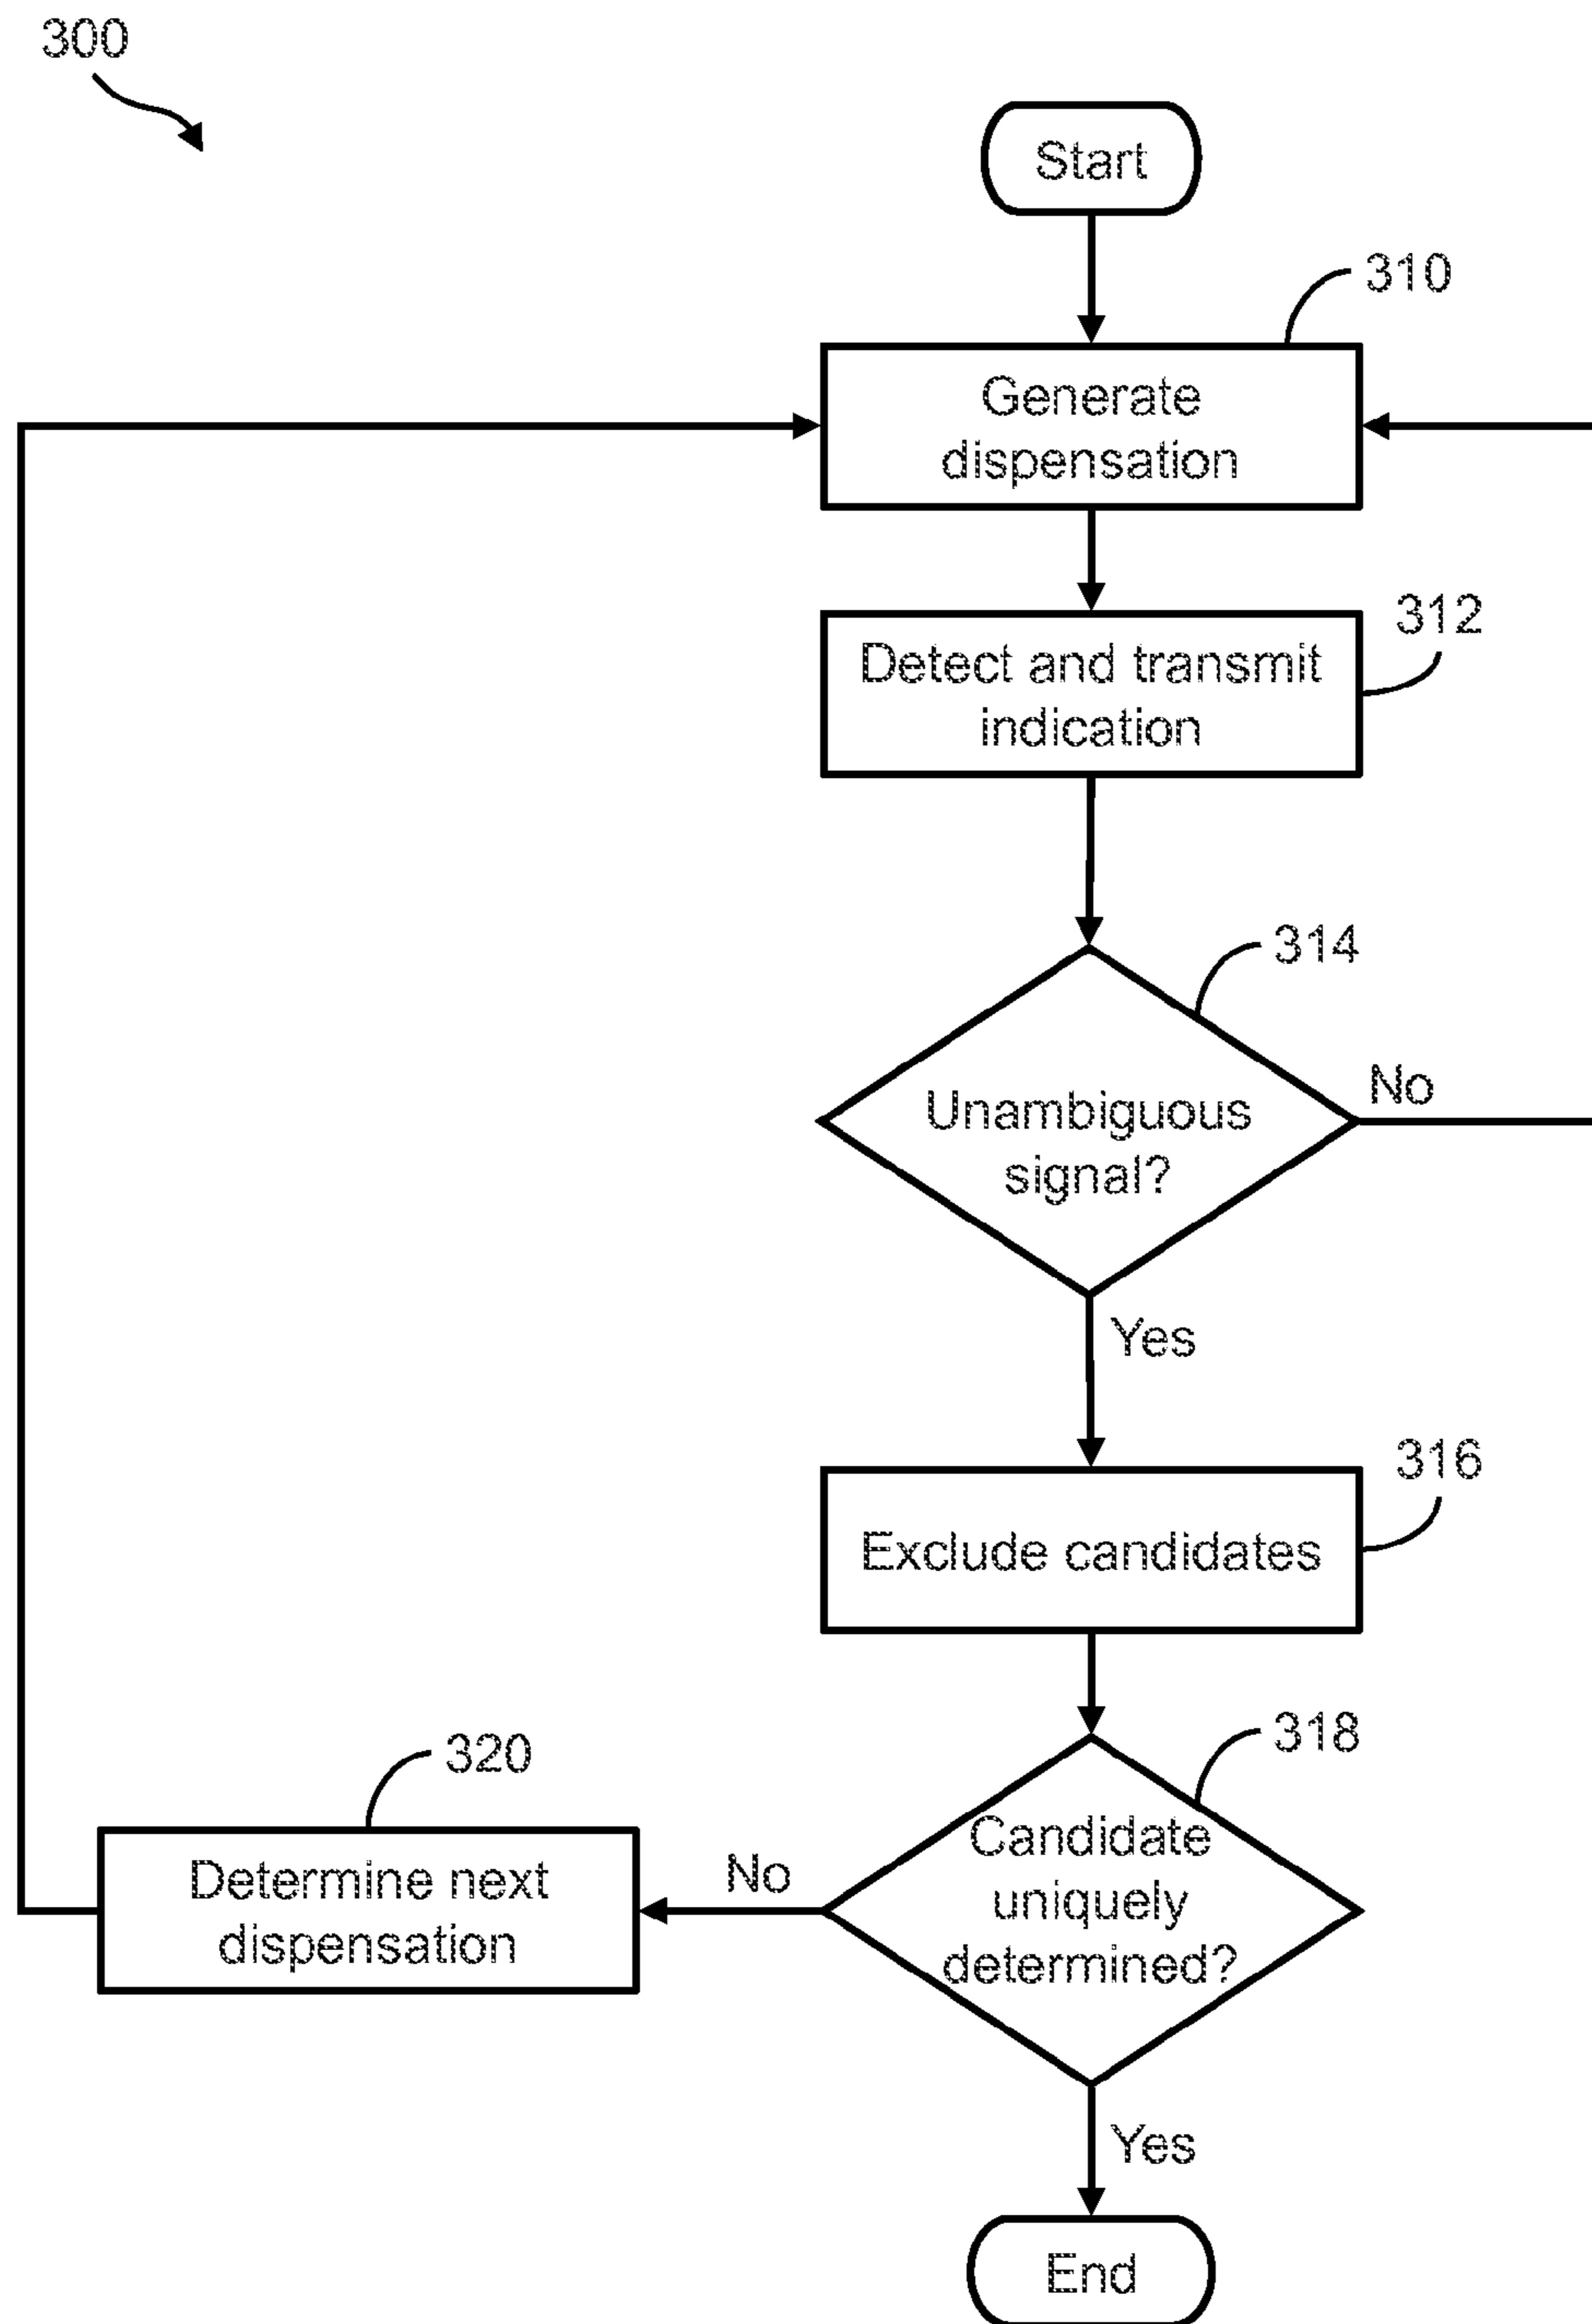 300
Start
310
Generate
dispensation
312
Detect and transmit
indication
314
No
Unambiguous
signal?
Yes
316
Exclude candidates
318
320
Candidate
uniquely
determined?
No
Determine next
dispensation
Yes
End